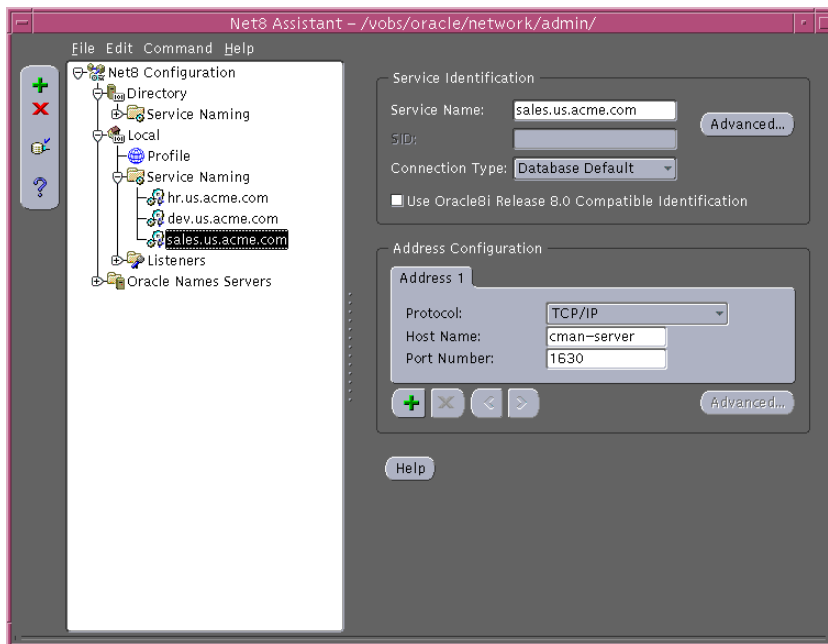 Net8 Assistant – /vobs/oracle/network/admin/
File Edit Command Help
Net8 Configuration
Directory
Service Naming
Local
Profile
Service Naming
hr.us.acme.com
dev.us.acme.com
sales.us.acme.com
Listeners
Oracle Names Servers
Service Identification
Service Name: sales.us.acme.com
Advanced...
SID:
Connection Type: Database Default
Use Oracle8i Release 8.0 Compatible Identification
Address Configuration
Address 1
Protocol: TCP/IP
Host Name: cman-server
Port Number: 1630
Advanced...
Help